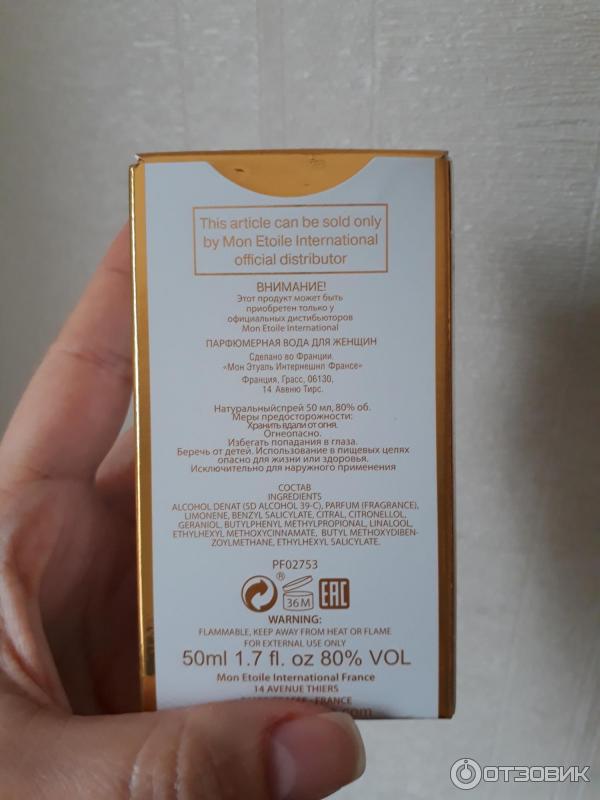 This article can be sold only
by Mon Etoile International
official distributor
ВНИМАНИЕ!
Этот продукт может быть
приобретен только у
официальных дистибьюторов
Mon Etoile International
ПАРФЮМЕРНАЯ ВОДА ДЛЯ ЖЕНЩИН
Сделано во Франции.
«Мон Этуаль Интернешнл Франсе»
Франция, Грасс, 06130,
14 Авеню Тирс.
Натуральныйспрей 50 мл, 80% об.
Меры предосторожности:
Хранить вдали от огня.
Огнеопасно.
Избегать попадания в глаза.
Беречь от детей. Использование в пищевых целях
опасно для жизни или здоровья.
Исключительно для наружного применения
СОСТАВ
INGREDIENTS
ALCOHOL DENAT (SD ALCOHOL 39-C), PARFUM (FRAGRANCE),
LIMONENE, BENZYL SALICYLATE, CITRAL, CITRONELLOL,
GERANIOL, BUTYLPHENYL METHYLPROPIONAL, LINALOOL,
ETHYLHEXYL METHOXYCINNAMATE, BUTYL METHOXYDIBEN-
ZOYLMETHANE, ETHYLHEXYL SALICYLATE.
PF02753
® 36M EAC
WARNING:
FLAMMABLE, KEEP AWAY FROM HEAT OR FLAME
FOR EXTERNAL USE ONLY
50ml 1.7 fl. oz 80% VOL
Mon Etoile International France
14 AVENUE THIERS
GRASSE - FRANCE
.com
ОТЗОВИК